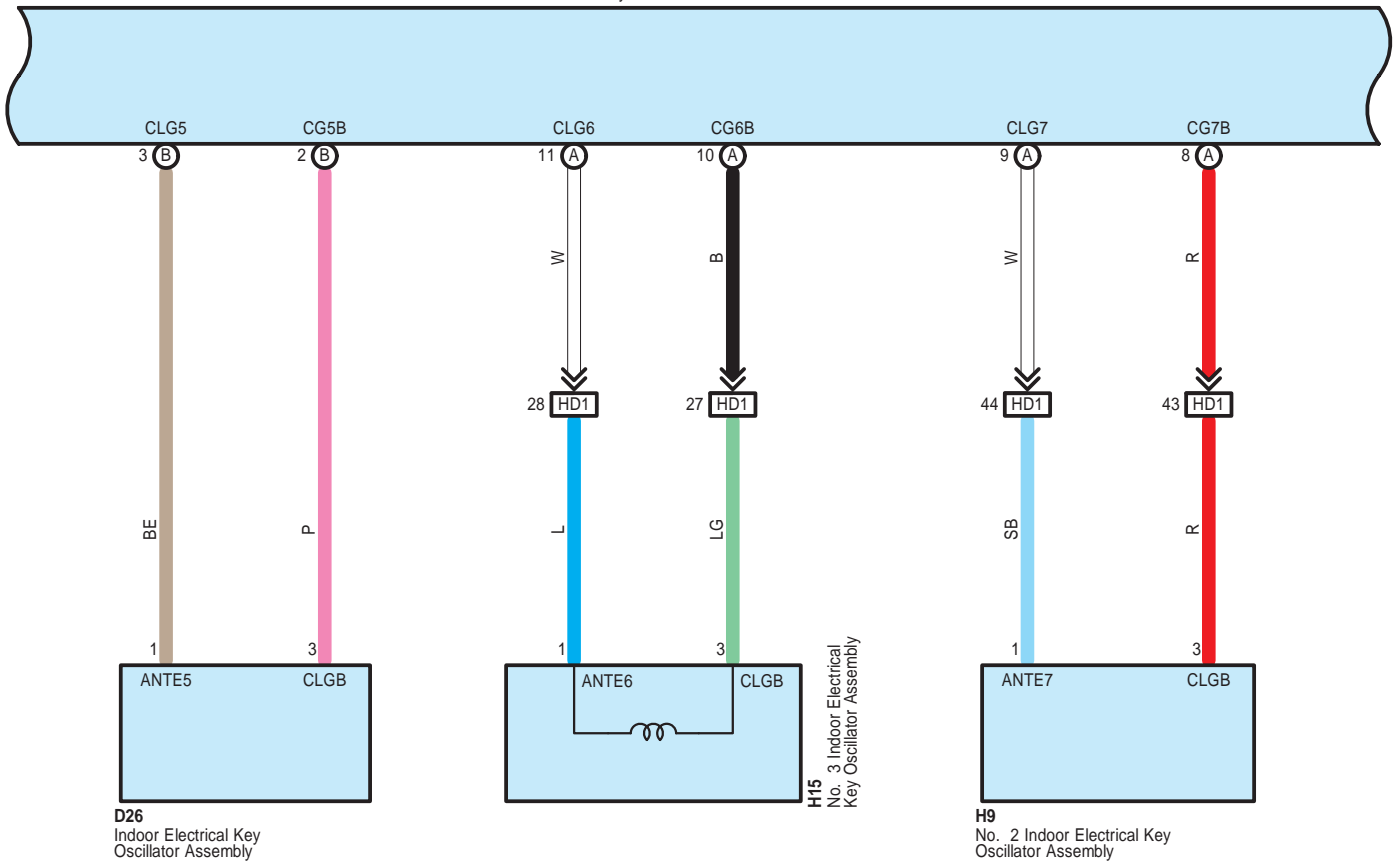 CLG5 CG5B CLG6 CG6B CLG7 CG7B
3 B 2 B 11 A 10 A 9 A 8 A
W B W R
28 HD1 27 HD1 44 HD1 43 HD1
BE P L LG SB R
1 3 1 3 1 3
ANTE5 CLGB ANTE6 CLGB ANTE7 CLGB
D26
Indoor Electrical Key
Oscillator Assembly
H15
No. 3 Indoor Electrical
Key Oscillator Assembly
H9
No. 2 Indoor Electrical Key
Oscillator Assembly